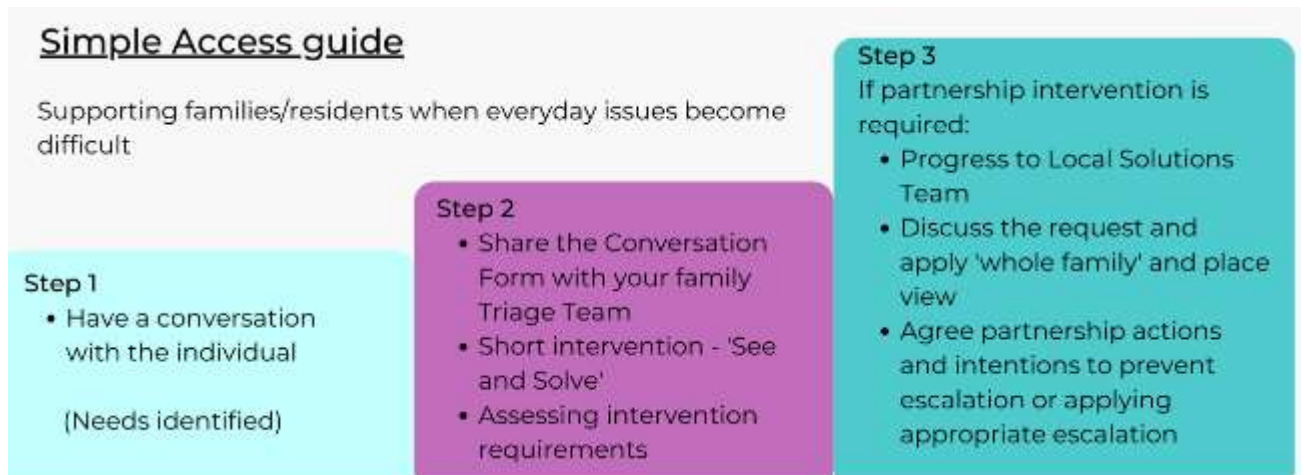 Simple Access guide
Supporting families/residents when everyday issues become
difficult
Step 1
• Have a conversation
with the individual
(Needs identified)
Step 2
• Share the Conversation
Form with your family
Triage Team
• Short intervention - 'See
and Solve'
• Assessing intervention
requirements
Step 3
If partnership intervention is
required:
• Progress to Local Solutions
Team
• Discuss the request and
apply 'whole family' and place
view
• Agree partnership actions
and intentions to prevent
escalation or applying
appropriate escalation